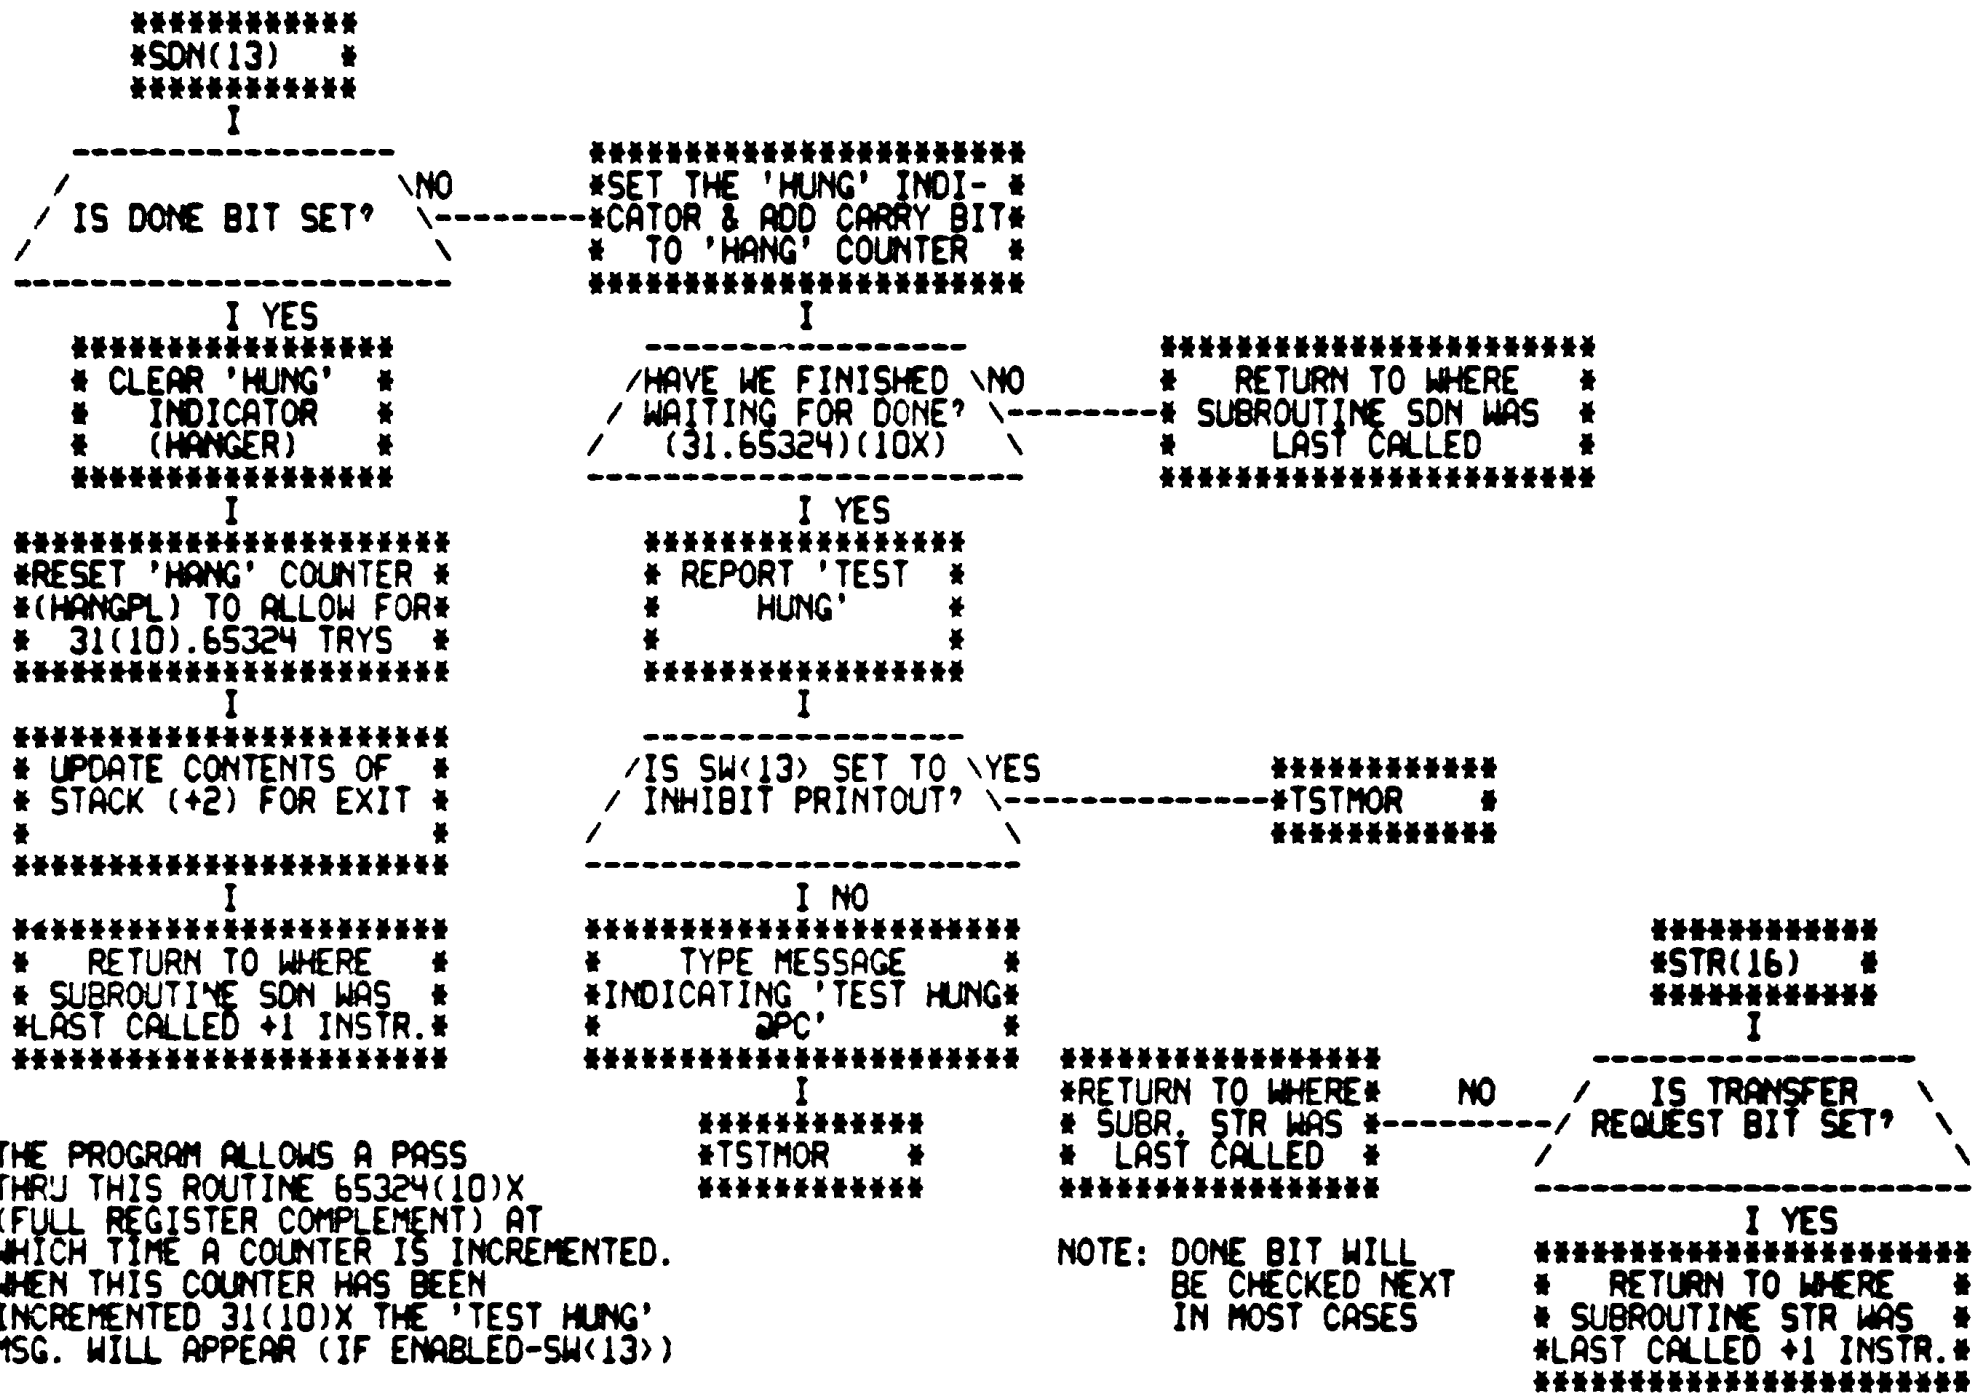 SDN(13)
IS DONE BIT SET?
NO
SET THE 'HUNG' INDI-
CATOR & ADD CARRY BIT
TO 'HANG' COUNTER
I YES
CLEAR 'HUNG'
INDICATOR
(HANGER)
I
RESET 'HANG' COUNTER
(HANGPL) TO ALLOW FOR
31(10).65324 TRYS
I
UPDATE CONTENTS OF
STACK (+2) FOR EXIT
I
RETURN TO WHERE
SUBROUTINE SDN WAS
LAST CALLED +1 INSTR.
I
HAVE WE FINISHED
WAITING FOR DONE?
(31.65324)(10X)
NO
RETURN TO WHERE
SUBROUTINE SDN WAS
LAST CALLED
I YES
REPORT 'TEST
HUNG'
I
IS SW<13> SET TO
INHIBIT PRINTOUT?
YES
TSTMOR
I NO
TYPE MESSAGE
INDICATING 'TEST HUNG
@PC'
I
TSTMOR
STR(16)
I
IS TRANSFER
REQUEST BIT SET?
NO
RETURN TO WHERE
SUBR. STR WAS
LAST CALLED
I YES
RETURN TO WHERE
SUBROUTINE STR WAS
LAST CALLED +1 INSTR.
NOTE: DONE BIT WILL
BE CHECKED NEXT
IN MOST CASES
THE PROGRAM ALLOWS A PASS
THRU THIS ROUTINE 65324(10)X
(FULL REGISTER COMPLEMENT) AT
WHICH TIME A COUNTER IS INCREMENTED.
WHEN THIS COUNTER HAS BEEN
INCREMENTED 31(10)X THE 'TEST HUNG'
MSG. WILL APPEAR (IF ENABLED-SW<13>)